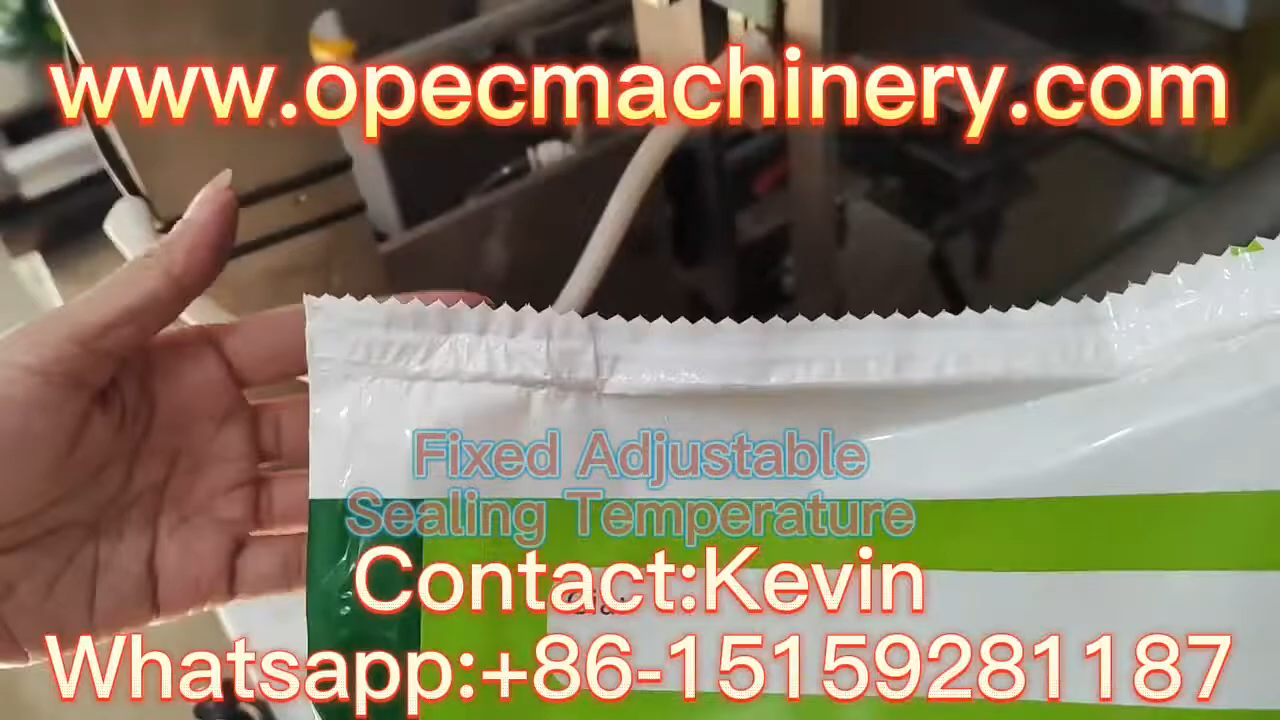 www.opecmachinery.com
Fixed Adjustable
Sealing Temperature
Contact:Kevin
Whatsapp:+86-15159281187